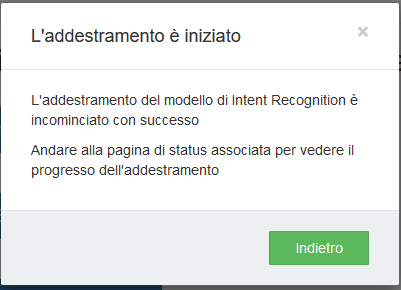 L'addestramento è iniziato
×
L'addestramento del modello di Intent Recognition è
incominciato con successo
Andare alla pagina di status associata per vedere il
progresso dell'addestramento
Indietro